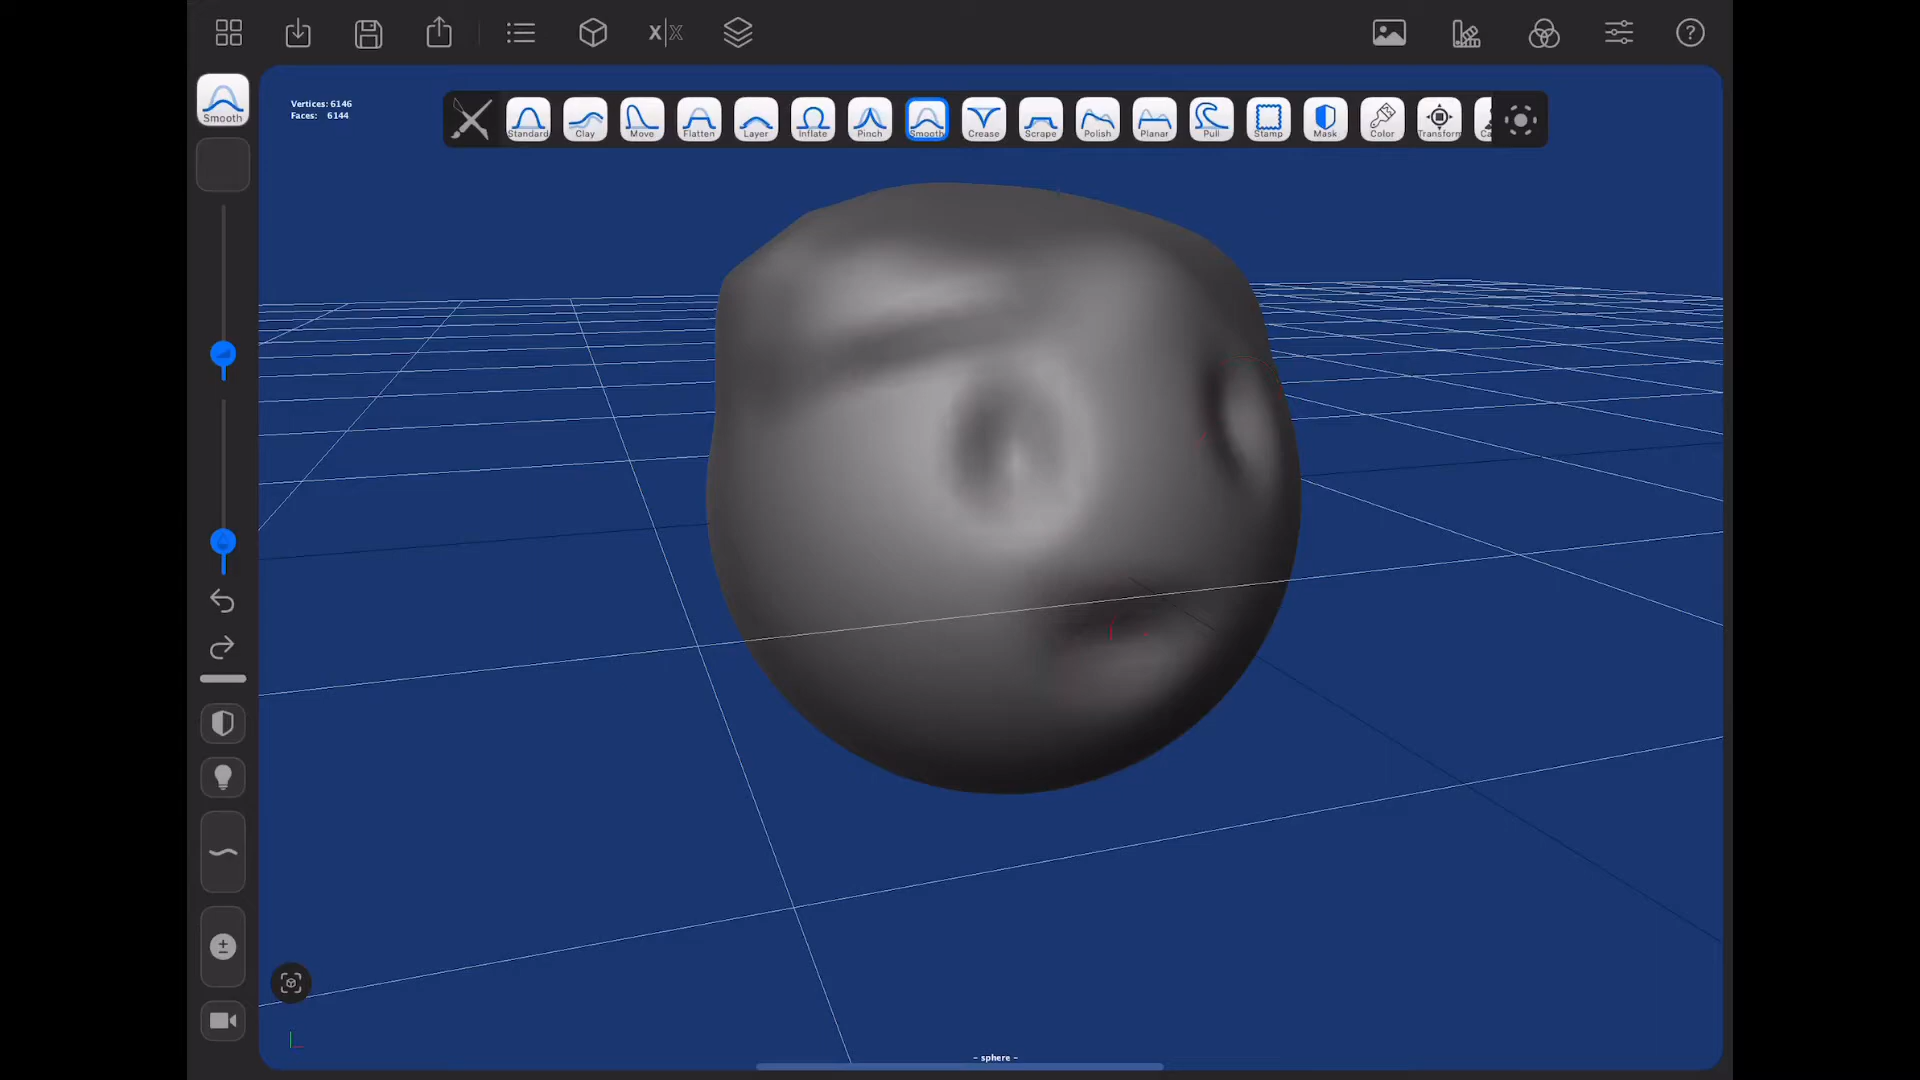 X|X
?
Smooth
Vertices: 6146
Faces: 6144
Standard
Clay
Move
Flatten
Layer
Inflate
Pinch
Smooth
Crease
Scrape
Polish
Planar
Pull
Stamp
Mask
Color
Transform
- sphere -